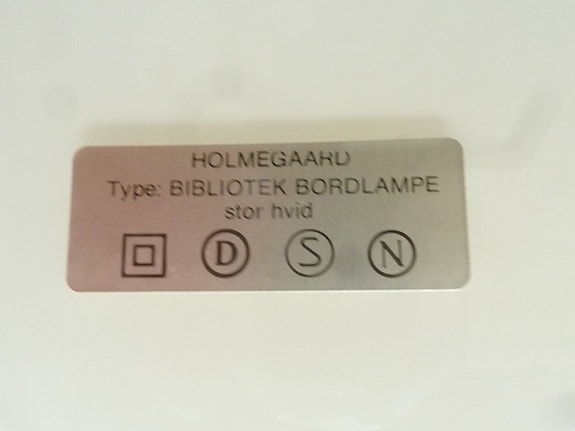 HOLMEGAARD
Type: BIBLIOTEK BORDLAMPE
stor hvid
D S N